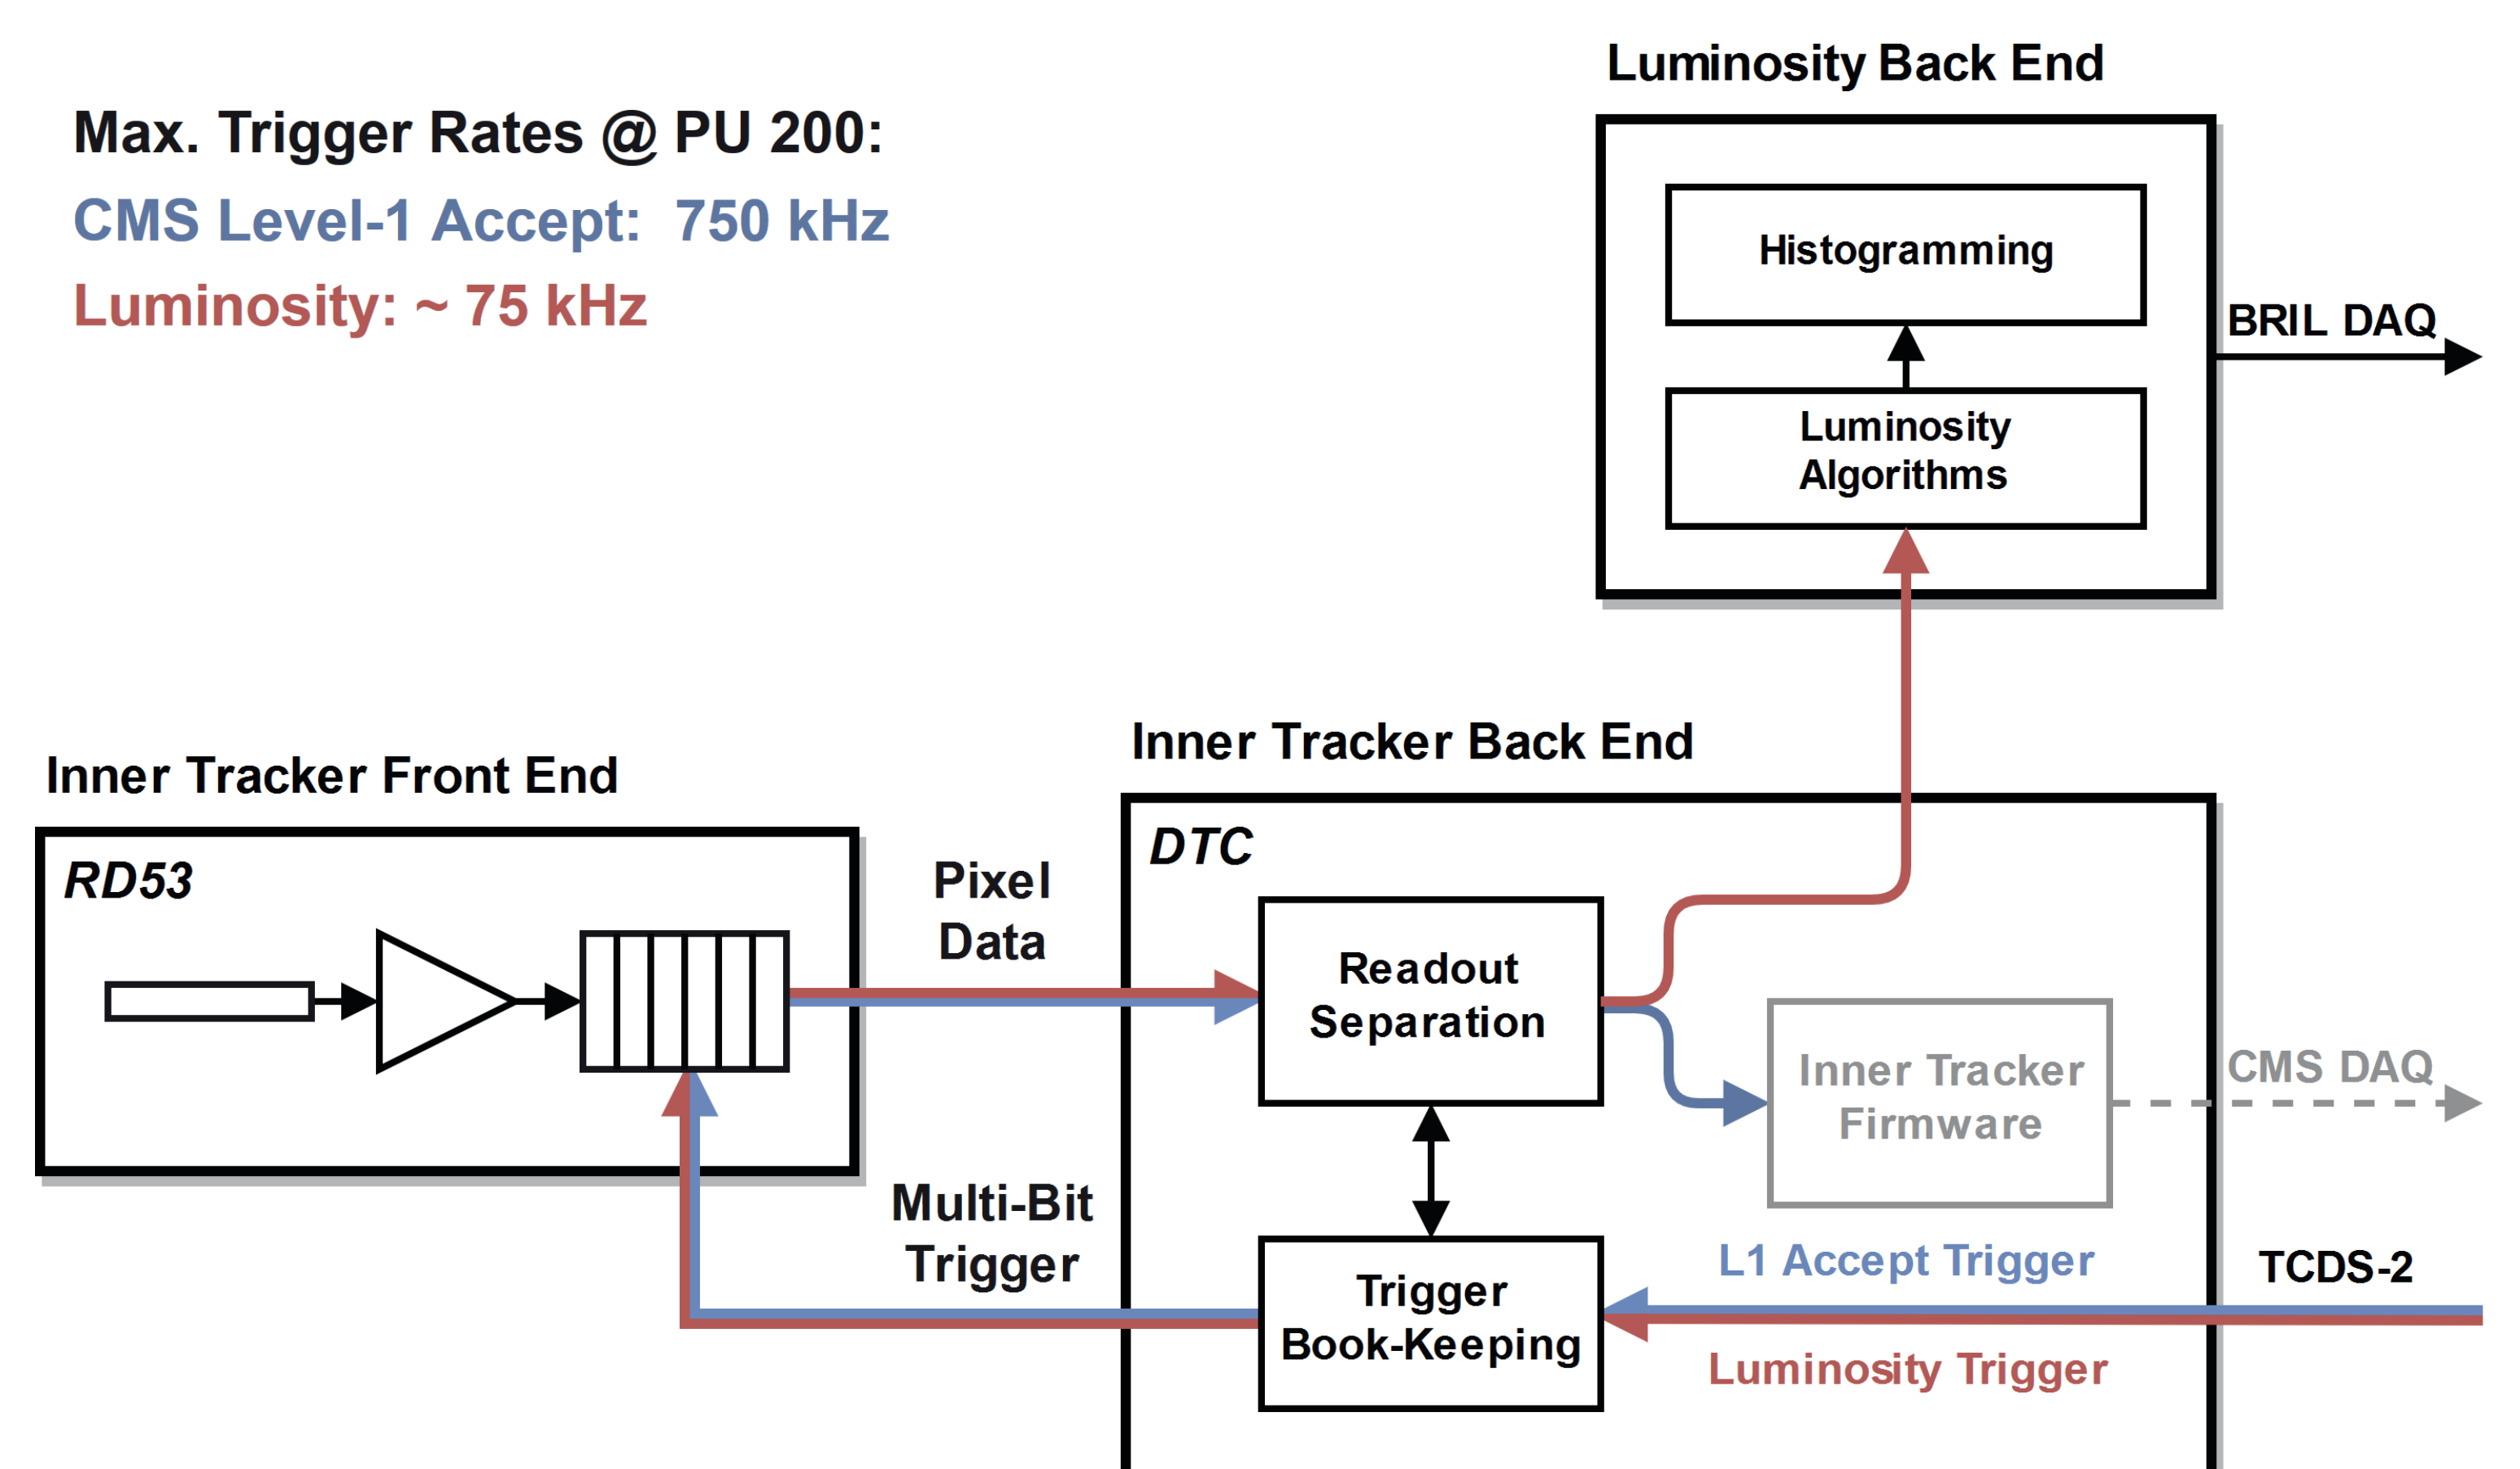 Luminosity Back End
Max. Trigger Rates @ PU 200:
CMS Level-1 Accept: 750 kHz
Luminosity: ~ 75 kHz
Histogramming
BRIL DAQ
Luminosity
Algorithms
Inner Tracker Back End
Inner Tracker Front End
DTC
RD53
Pixel
Data
Readout
Separation
Inner Tracker
Firmware
CMS DAQ
Multi-Bit
Trigger
L1 Accept Trigger
TCDS-2
Trigger
Book-Keeping
Luminosity Trigger